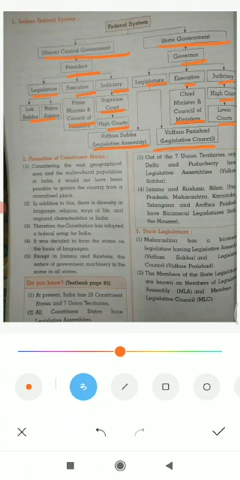 1. Indian Federal System :
Federal System
(Union) Central Government
State Government
President
Governor
Legislature
Executive
Judiciary
Legislature
Executive
Judiciary
Lok
Sabha
Rajya
Sabha
Prime
Minister &
Council of
Ministers
Supreme
Court
High Courts
Chief
Minister &
Council of
Ministers
High Court
Lower
Courts
Vidhan Sabha
(Legislative Assembly)
Vidhan Parishad
(Legislative Council)
2. Formation of Constituent States :
(1) Considering the vast geographical
area and the multicultural population
of India, it would not have been
possible to govern the country from a
centralised place.
(2) In addition to this, there is diversity in
language, religion, ways of life, and
regional characteristics in India.
(3) Therefore, the Constitution has adopted
a federal setup for India.
(4) It was decided to form the states on
the basis of languages.
(5) Except in Jammu and Kashmir, the
nature of government machinery is the
same in all states.
Do you know? (Textbook page 83)
(1) At present, India has 28 Constituent
States and 7 Union Territories.
(2) All Constituent States have
Legislative Assemblies.
(3) Out of the 7 Union Territories, only
Delhi and Puducherry have
Legislative Assemblies (Vidhan
Sabha)
(4) Jammu and Kashmir, Bihar, Uttar
Pradesh, Maharashtra, Karnataka,
Telangana and Andhra Pradesh
have Bicameral Legislatures
the Houses).
3. State Legislature :
(1) Maharashtra has a bicameral
legislature having Legislative Assembly
(Vidhan Sabha) and Legislative
Council (Vidhan Parishad)
(2) The Members of the State Legislature
are known as Members of Legislative
Assembly (MLA) and Members
Legislative Council (MLC)